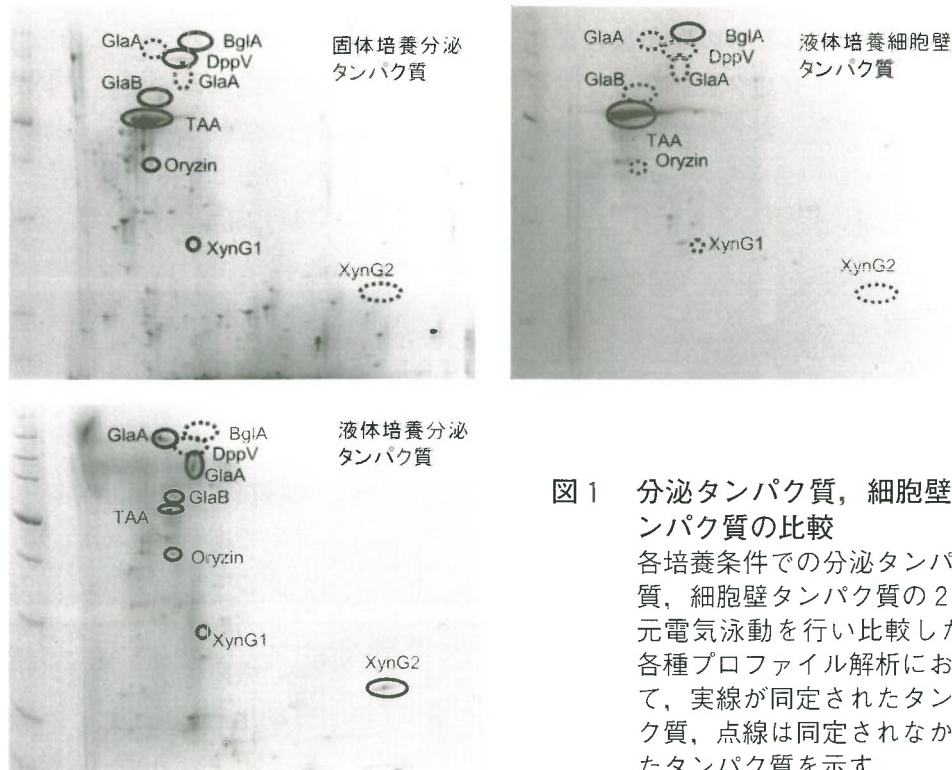 GlaA
BglA
DppV
GlaA
GlaB
TAA
Oryzin
XynG1
XynG2
固体培養分泌
タンパク質
GlaA
BglA
DppV
GlaA
GlaB
TAA
Oryzin
XynG1
XynG2
液体培養細胞壁
タンパク質
GlaA
BglA
DppV
GlaA
GlaB
TAA
Oryzin
XynG1
XynG2
液体培養分泌
タンパク質
図1 分泌タンパク質，細胞壁
ンパク質の比較
各培養条件での分泌タンパ
質，細胞壁タンパク質の2
元電気泳動を行い比較した
各種プロファイル解析にお
て，実線が同定されたタン
ク質，点線は同定されなか
たタンパク質を示す